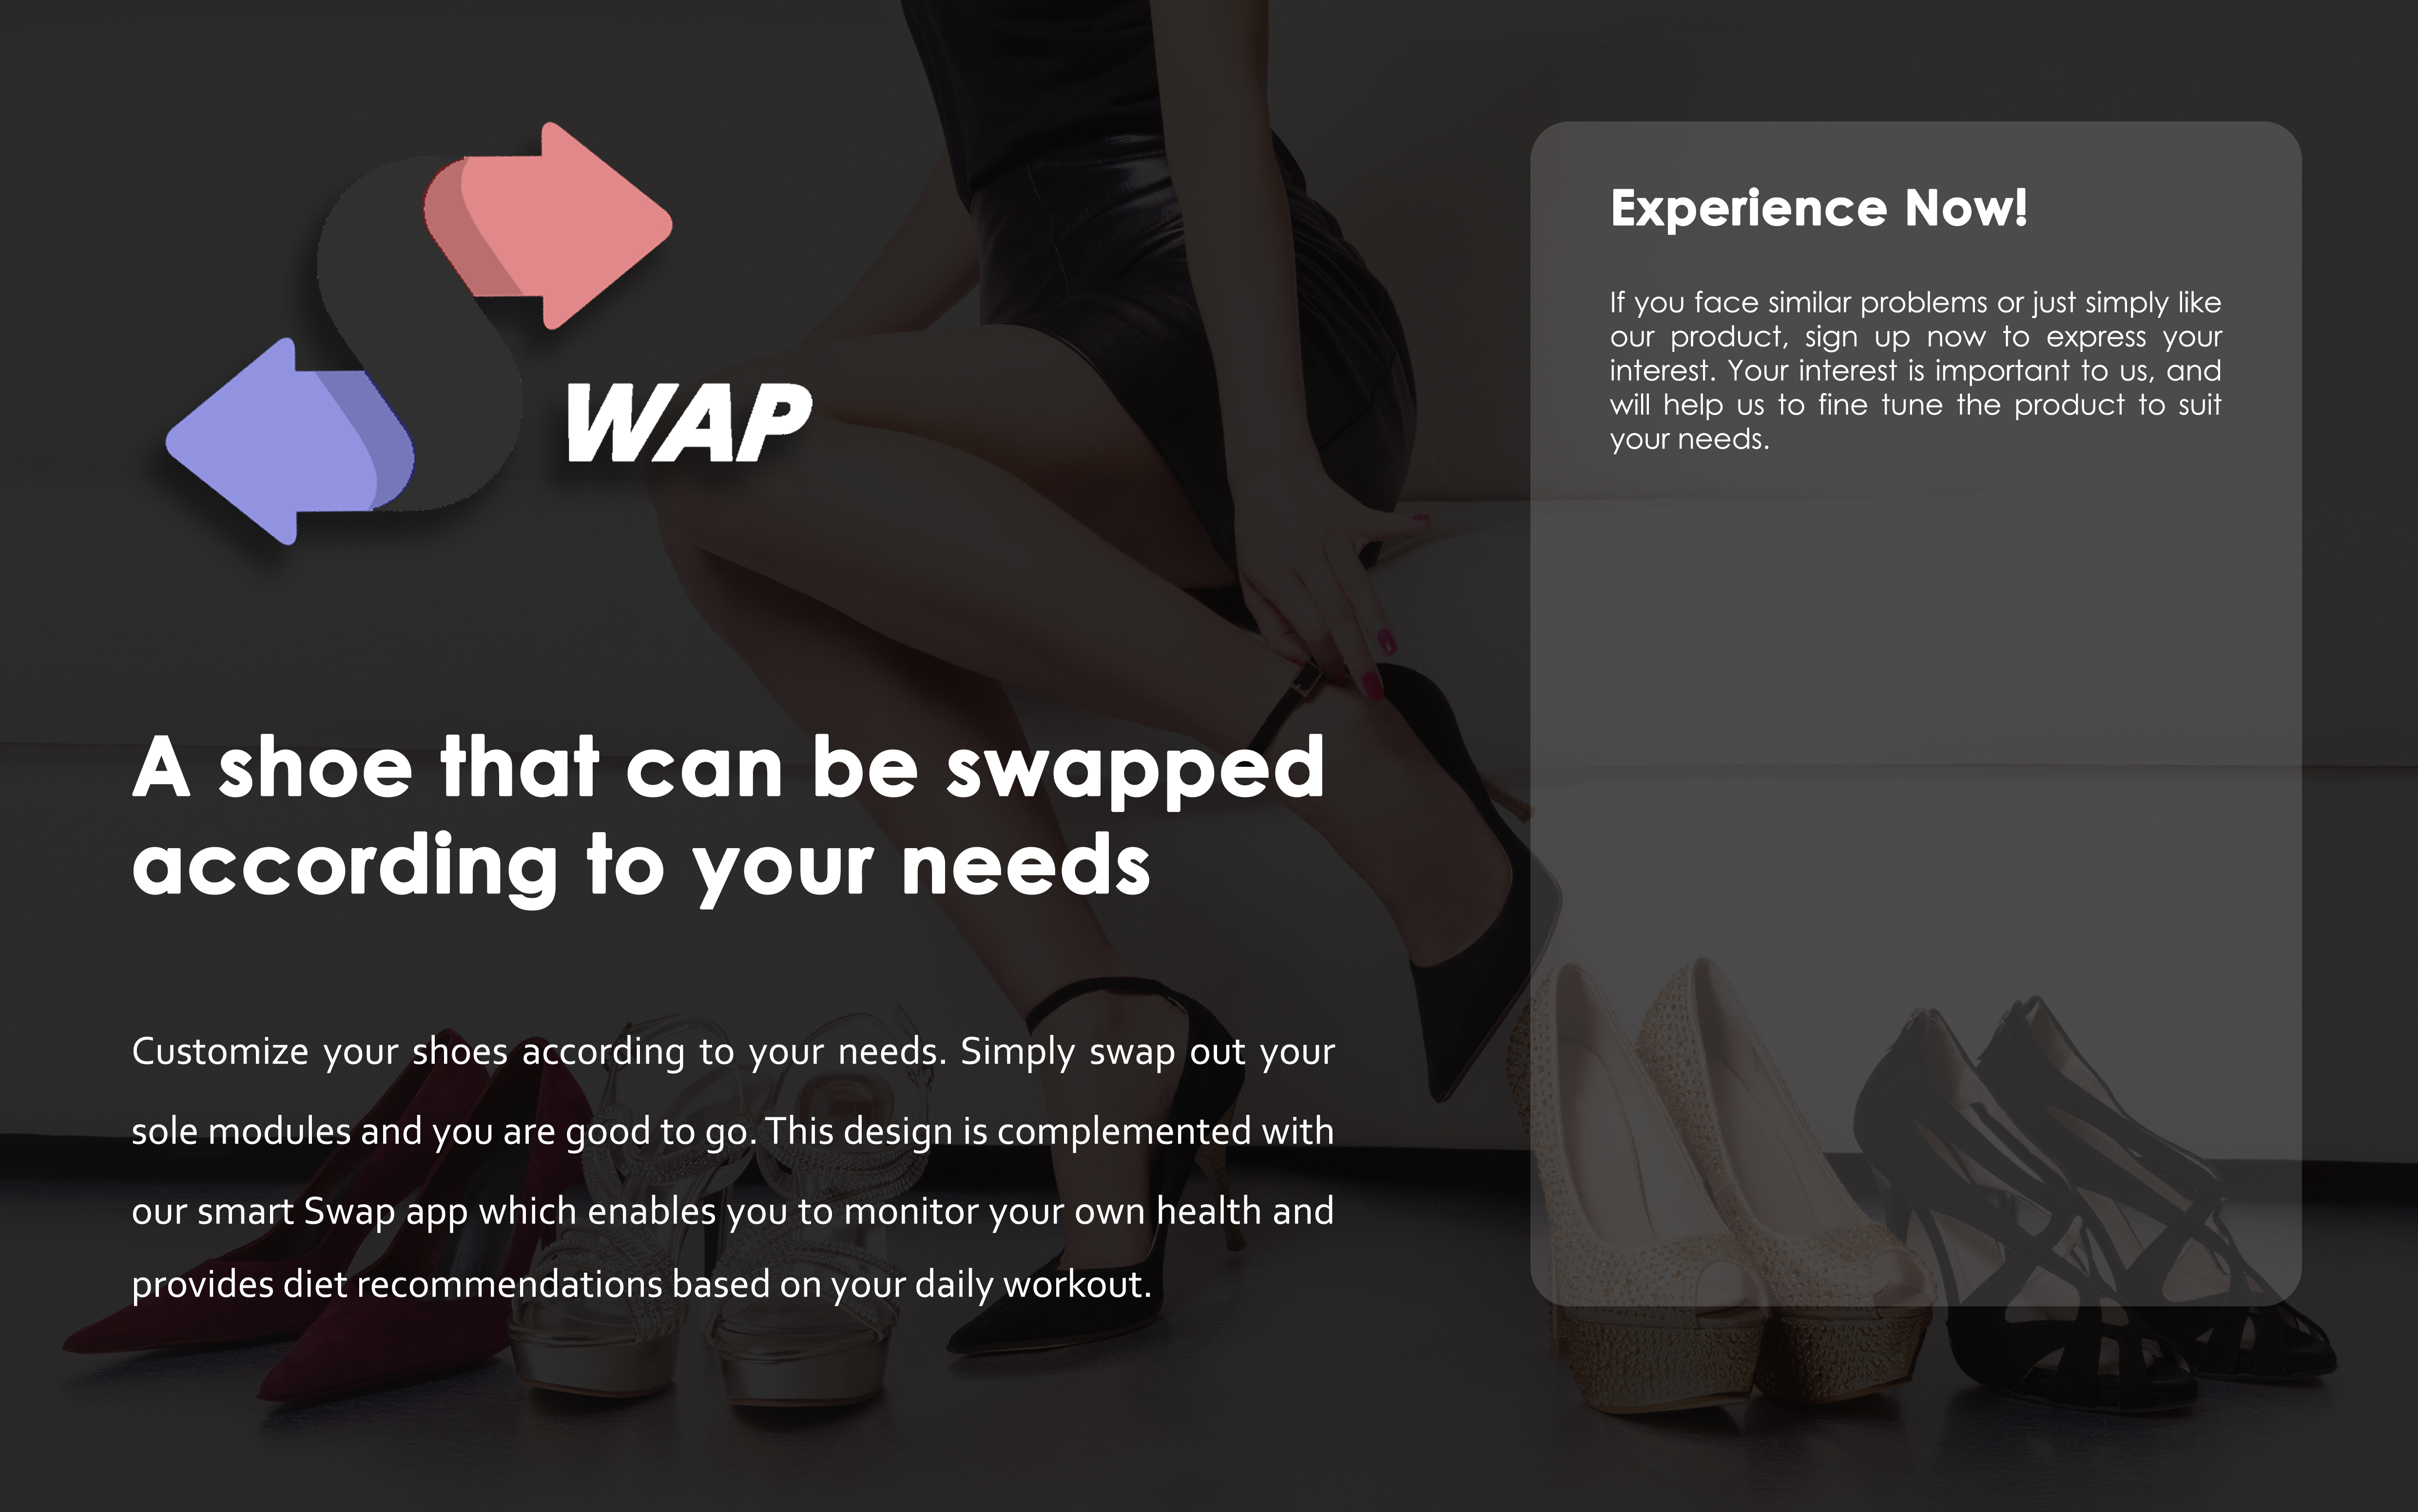 SWAP
A shoe that can be swapped
according to your needs
Customize your shoes according to your needs. Simply swap out your
sole modules and you are good to go. This design is complemented with
our smart Swap app which enables you to monitor your own health and
provides diet recommendations based on your daily workout.
Experience Now!
If you face similar problems or just simply like
our product, sign up now to express your
interest. Your interest is important to us, and
will help us to fine tune the product to suit
your needs.